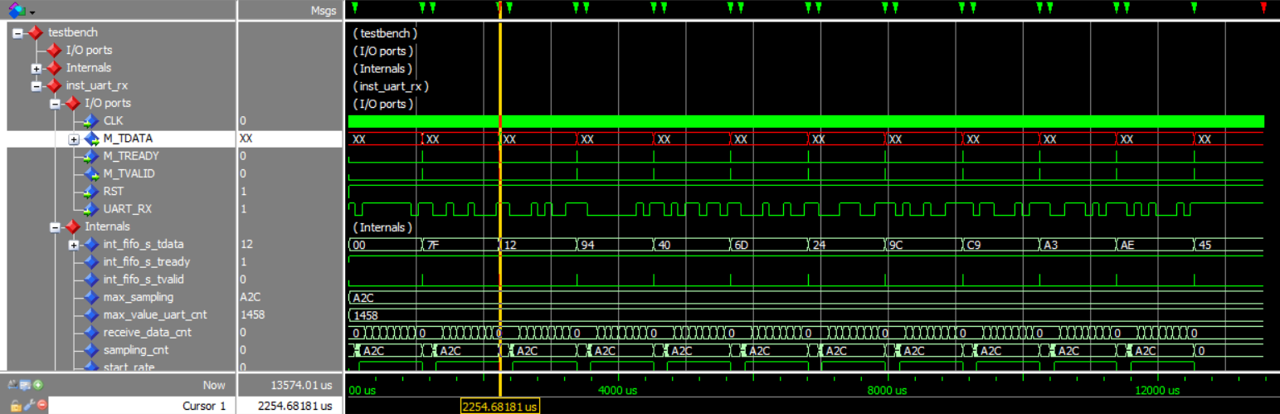 Msgs
testbench ( testbench )
I/O ports ( I/O ports )
Internals ( Internals )
inst_uart_rx ( inst_uart_rx )
I/O ports ( I/O ports )
CLK 0
M_TDATA XX XX XX XX XX XX XX XX XX XX XX XX XX
M_TREADY 0
M_TVALID 0
RST 1
UART_RX 1
Internals ( Internals )
int_fifo_s_tdata 12 00 7F 12 94 40 6D 24 9C C9 A3 AE 45
int_fifo_s_tready 1
int_fifo_s_tvalid 0
max_sampling A2C A2C
max_value_uart_cnt 1458 1458
receive_data_cnt 0 0 0 0 0 0 0 0 0 0 0 0 0
sampling_cnt 0 A2C A2C A2C A2C A2C A2C A2C A2C A2C A2C A2C 0
start_rate 0
Now 13574.01 us 00 us 4000 us 8000 us 12000 us
Cursor 1 2254.68181 us 2254.68181 us